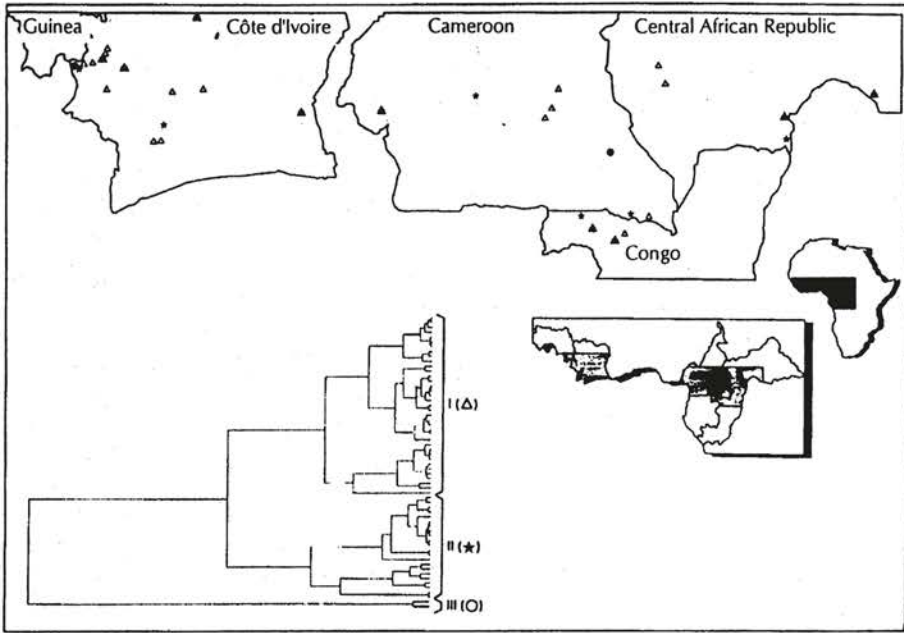 Guinea Côte d'Ivoire Cameroon Central African Republic
Congo
I (△)
II (★)
III (O)